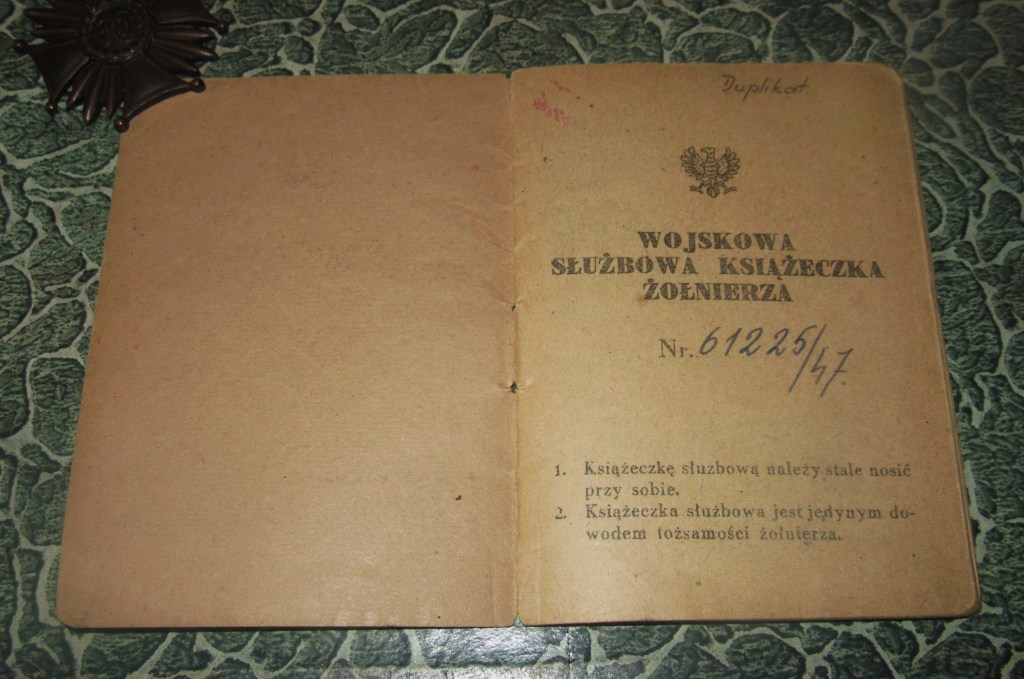 Duplikat.
WOJSKOWA
SŁUŻBOWA KSIĄŻECZKA
ŻOŁNIERZA
Nr. 61225/47.
1. Książeczkę służbową należy stale nosić
przy sobie.
2. Książeczka służbowa jest jedynym do-
wodem tożsamości żołnierza.